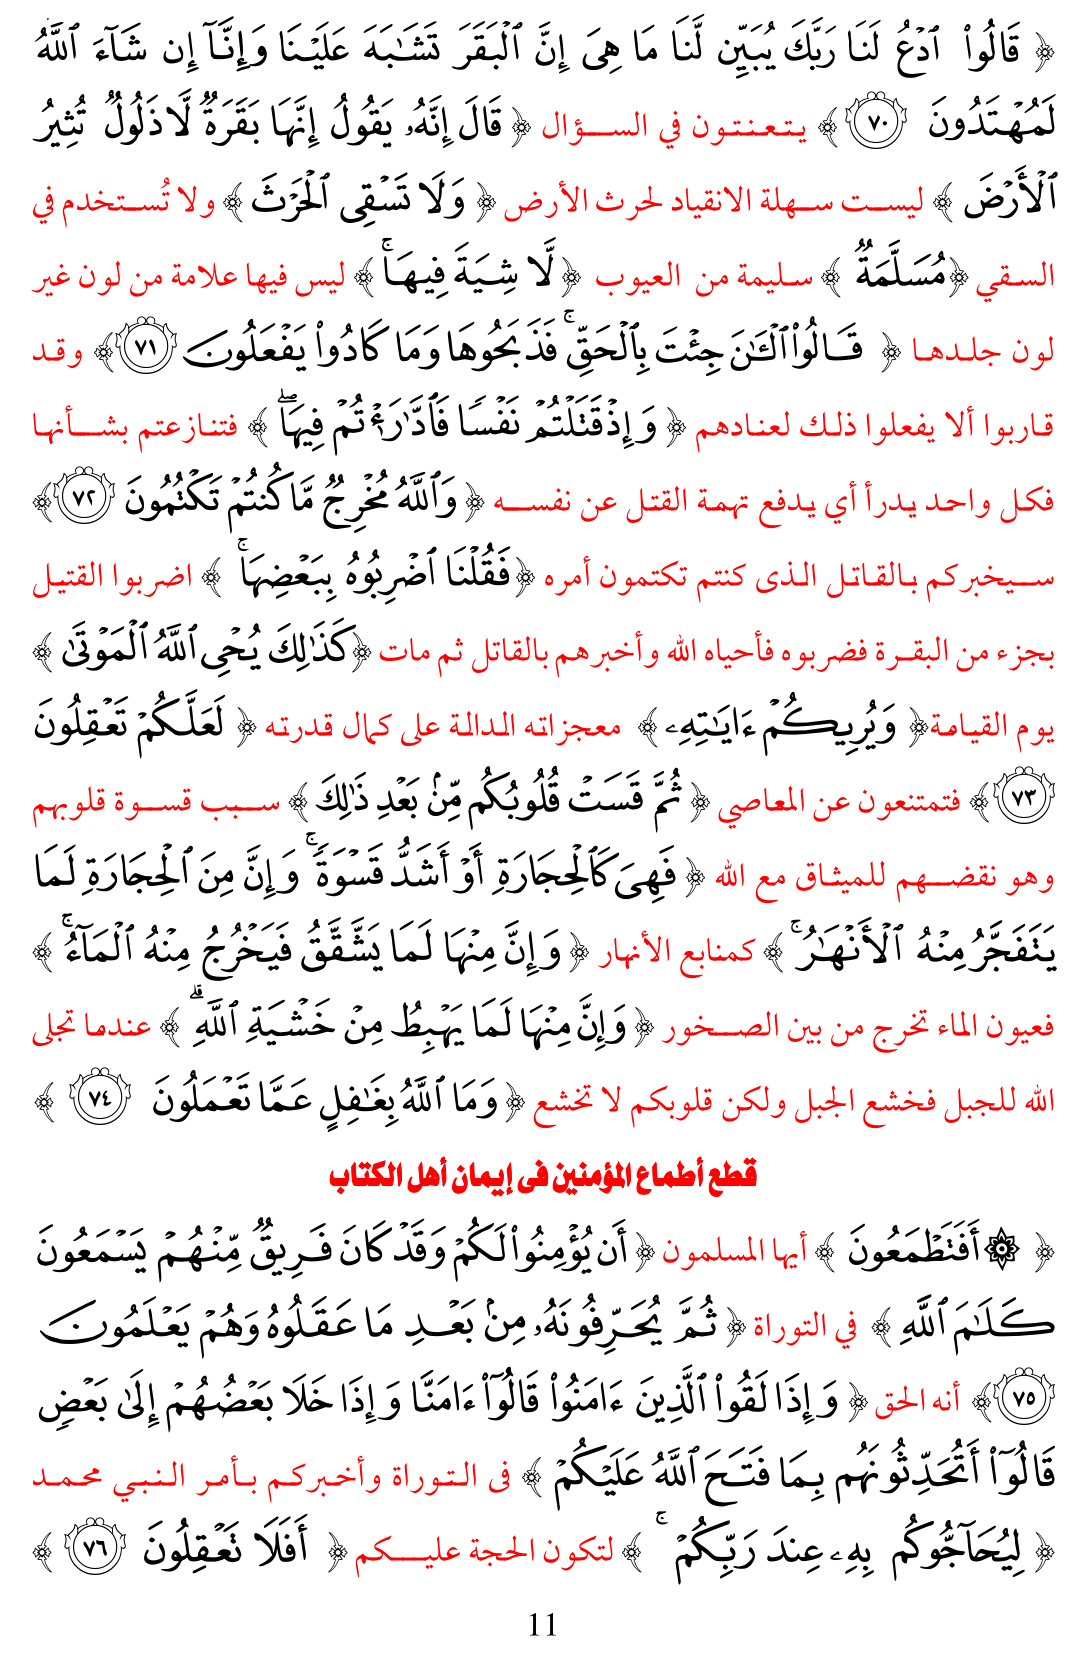 ﴿ قَالُوا۟ ٱدْعُ لَنَا رَبَّكَ يُبَيِّن لَّنَا مَا هِىَ إِنَّ ٱلْبَقَرَ تَشَـٰبَهَ عَلَيْنَا وَإِنَّآ إِن شَآءَ ٱللَّهُ
لَمُهْتَدُونَ ٧٠ ﴾ يتعنتون في السؤال ﴿ قَالَ إِنَّهُۥ يَقُولُ إِنَّهَا بَقَرَةٌ لَّا ذَلُولٌ تُثِيرُ
ٱلْأَرْضَ ﴾ ليست سهلة الانقياد لحرث الأرض ﴿ وَلَا تَسْقِى ٱلْحَرْثَ ﴾ ولا تُستخدم في
السقي ﴿مُسَلَّمَةٌ ﴾ سليمة من العيوب ﴿لَّا شِيَةَ فِيهَا ۚ ﴾ ليس فيها علامة من لون غير
لون جلدها ﴿ قَالُوا۟ ٱلْـَٔـٰنَ جِئْتَ بِٱلْحَقِّ ۚ فَذَبَحُوهَا وَمَا كَادُوا۟ يَفْعَلُونَ ٧١﴾ وقد
قاربوا ألا يفعلوا ذلك لعنادهم ﴿ وَإِذْ قَتَلْتُمْ نَفْسًا فَٱدَّٰرَْٰٔتُمْ فِيهَا ۖ ﴾ فتنازعتم بشأنها
فكل واحد يدرأ أي يدفع تهمة القتل عن نفسه ﴿ وَٱللَّهُ مُخْرِجٌ مَّا كُنتُمْ تَكْتُمُونَ ٧٢﴾
سيخبركم بالقاتل الذى كنتم تكتمون أمره ﴿فَقُلْنَا ٱضْرِبُوهُ بِبَعْضِهَا ۚ ﴾ اضربوا القتيل
بجزء من البقرة فضربوه فأحياه الله وأخبرهم بالقاتل ثم مات ﴿كَذَٰلِكَ يُحْىِ ٱللَّهُ ٱلْمَوْتَىٰ ﴾
يوم القيامة﴿ وَيُرِيكُمْ ءَايَـٰتِهِۦ ﴾ معجزاته الدالة على كمال قدرته ﴿ لَعَلَّكُمْ تَعْقِلُونَ
٧٣﴾ فتمتنعون عن المعاصي ﴿ ثُمَّ قَسَتْ قُلُوبُكُم مِّنۢ بَعْدِ ذَٰلِكَ ﴾ سبب قسوة قلوبهم
وهو نقضهم للميثاق مع الله ﴿ فَهِىَ كَٱلْحِجَارَةِ أَوْ أَشَدُّ قَسْوَةً ۚ وَإِنَّ مِنَ ٱلْحِجَارَةِ لَمَا
يَتَفَجَّرُ مِنْهُ ٱلْأَنْهَـٰرُ ۚ ﴾ كمنابع الأنهار ﴿ وَإِنَّ مِنْهَا لَمَا يَشَّقَّقُ فَيَخْرُجُ مِنْهُ ٱلْمَآءُ ۚ ﴾
فعيون الماء تخرج من بين الصخور ﴿ وَإِنَّ مِنْهَا لَمَا يَهْبِطُ مِنْ خَشْيَةِ ٱللَّهِ ۗ ﴾ عندما تجلى
الله للجبل فخشع الجبل ولكن قلوبكم لا تخشع ﴿ وَمَا ٱللَّهُ بِغَـٰفِلٍ عَمَّا تَعْمَلُونَ ٧٤ ﴾
قطع أطماع المؤمنين فى إيمان أهل الكتاب
﴿ ۞أَفَتَطْمَعُونَ ﴾ أيها المسلمون ﴿ أَن يُؤْمِنُوا۟ لَكُمْ وَقَدْ كَانَ فَرِيقٌ مِّنْهُمْ يَسْمَعُونَ
كَلَـٰمَ ٱللَّهِ ﴾ في التوراة ﴿ ثُمَّ يُحَرِّفُونَهُۥ مِنۢ بَعْدِ مَا عَقَلُوهُ وَهُمْ يَعْلَمُونَ
٧٥﴾ أنه الحق ﴿ وَإِذَا لَقُوا۟ ٱلَّذِينَ ءَامَنُوا۟ قَالُوٓا۟ ءَامَنَّا وَإِذَا خَلَا بَعْضُهُمْ إِلَىٰ بَعْضٍ
قَالُوٓا۟ أَتُحَدِّثُونَهُم بِمَا فَتَحَ ٱللَّهُ عَلَيْكُمْ ﴾ فى التوراة وأخبركم بأمر النبي محمد
﴿ لِيُحَآجُّوكُم بِهِۦ عِندَ رَبِّكُمْ ۚ ﴾ لتكون الحجة عليكم ﴿ أَفَلَا تَعْقِلُونَ ٧٦ ﴾
11